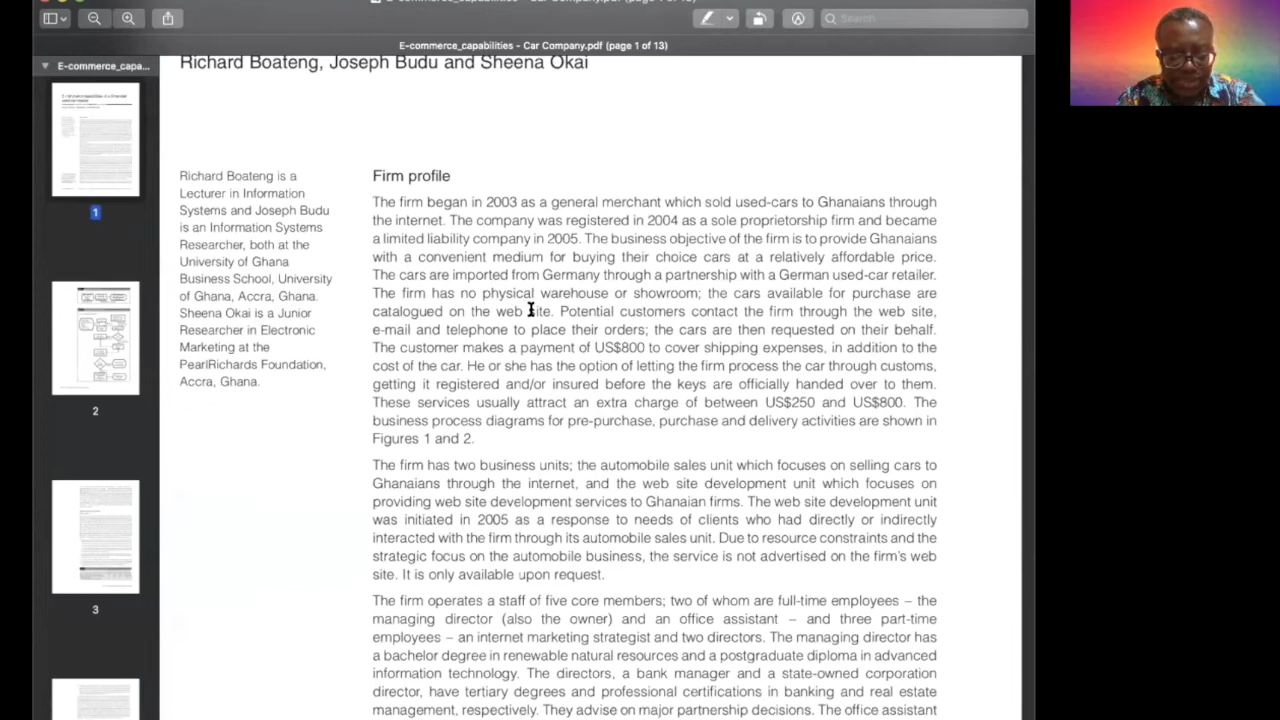 E-commerce_capabilities - Car Company.pdf (page 1 of 13)
Search
E-commerce_capabilities - Car Company.pdf (page 1 of 13)
E-commerce_capa...
1
2
3
Richard Boateng, Joseph Budu and Sheena Okai
Richard Boateng is a
Lecturer in Information
Systems and Joseph Budu
is an Information Systems
Researcher, both at the
University of Ghana
Business School, University
of Ghana, Accra, Ghana.
Sheena Okai is a Junior
Researcher in Electronic
Marketing at the
PearlRichards Foundation,
Accra, Ghana.
Firm profile
The firm began in 2003 as a general merchant which sold used-cars to Ghanaians through
the internet. The company was registered in 2004 as a sole proprietorship firm and became
a limited liability company in 2005. The business objective of the firm is to provide Ghanaians
with a convenient medium for buying their choice cars at a relatively affordable price.
The cars are imported from Germany through a partnership with a German used-car retailer.
The firm has no physical warehouse or showroom; the cars available for purchase are
catalogued on the web site. Potential customers contact the firm through the web site,
e-mail and telephone to place their orders; the cars are then requested on their behalf.
The customer makes a payment of US$800 to cover shipping expenses, in addition to the
cost of the car. He or she has the option of letting the firm process the car through customs,
getting it registered and/or insured before the keys are officially handed over to them.
These services usually attract an extra charge of between US$250 and US$800. The
business process diagrams for pre-purchase, purchase and delivery activities are shown in
Figures 1 and 2.
The firm has two business units; the automobile sales unit which focuses on selling cars to
Ghanaians through the internet, and the web site development unit which focuses on
providing web site development services to Ghanaian firms. The two site development unit
was initiated in 2005 as a response to needs of clients who had directly or indirectly
interacted with the firm through its automobile sales unit. Due to resource constraints and the
strategic focus on the automobile business, the service is not advertised on the firm's web
site. It is only available upon request.
The firm operates a staff of five core members; two of whom are full-time employees – the
managing director (also the owner) and an office assistant – and three part-time
employees – an internet marketing strategist and two directors. The managing director has
a bachelor degree in renewable natural resources and a postgraduate diploma in advanced
information technology. The directors, a bank manager and a state-owned corporation
director, have tertiary degrees and professional certifications in banking and real estate
management, respectively. They advise on major partnership decisions. The office assistant